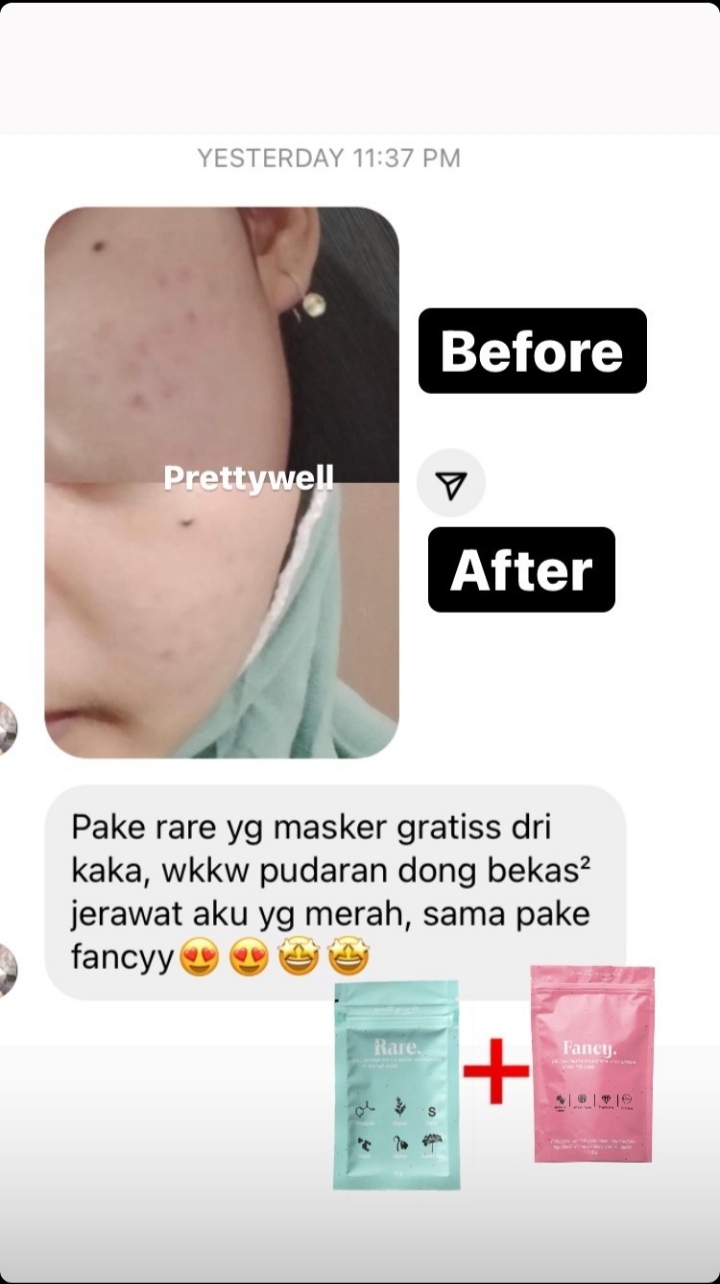 YESTERDAY 11:37 PM
Before
Prettywell
After
Pake rare yg masker gratiss dri
kaka, wkkw pudaran dong bekas²
jerawat aku yg merah, sama pake
fancyy😍😍🤩🤩
Rare.
Fancy.
S